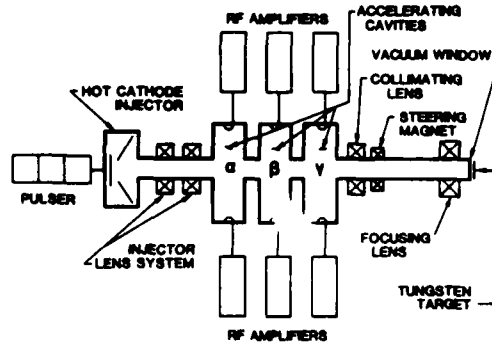 RF AMPLIFIERS
ACCELERATING
CAVITIES
VACUUM WINDOW
COLLIMATING
LENS
HOT CATHODE
INJECTOR
STEERING
MAGNET
α
β
γ
PULSER
INJECTOR
LENS SYSTEM
FOCUSING
LENS
TUNGSTEN
TARGET
RF AMPLIFIERS